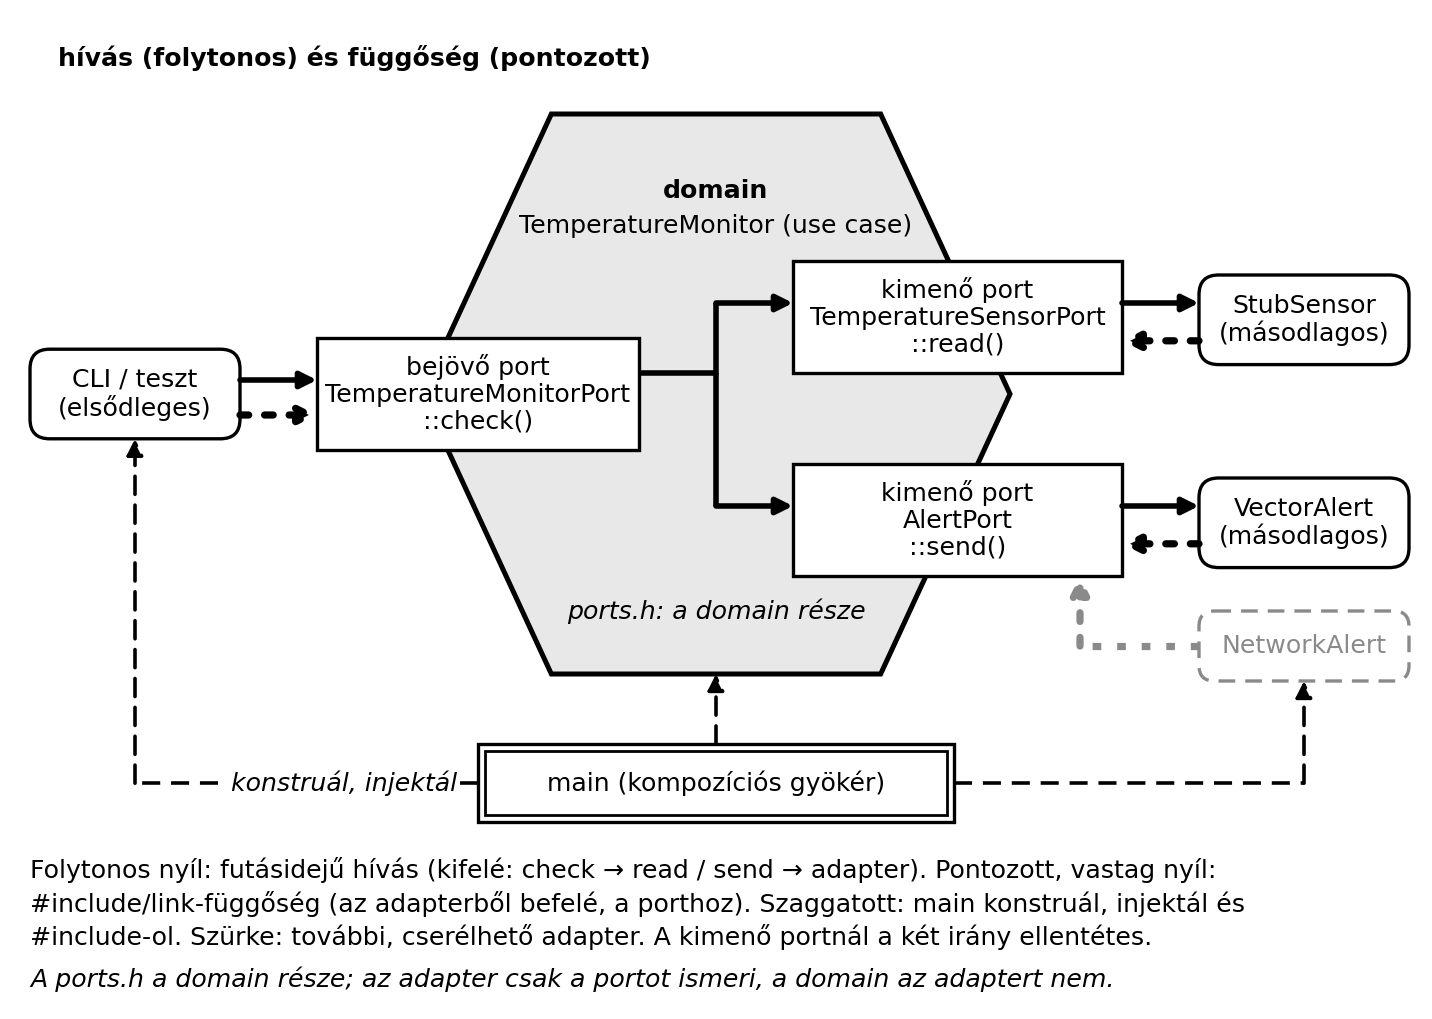 hívás (folytonos) és függőség (pontozott)
domain
TemperatureMonitor (use case)
kimenő port
TemperatureSensorPort
::read()
StubSensor
(másodlagos)
CLI / teszt
(elsődleges)
bejövő port
TemperatureMonitorPort
::check()
kimenő port
AlertPort
::send()
VectorAlert
(másodlagos)
ports.h: a domain része
NetworkAlert
konstruál, injektál
main (kompozíciós gyökér)
Folytonos nyíl: futásidejű hívás (kifelé: check → read / send → adapter). Pontozott, vastag nyíl:
#include/link-függőség (az adapterből befelé, a porthoz). Szaggatott: main konstruál, injektál és
#include-ol. Szürke: további, cserélhető adapter. A kimenő portnál a két irány ellentétes.
A ports.h a domain része; az adapter csak a portot ismeri, a domain az adaptert nem.